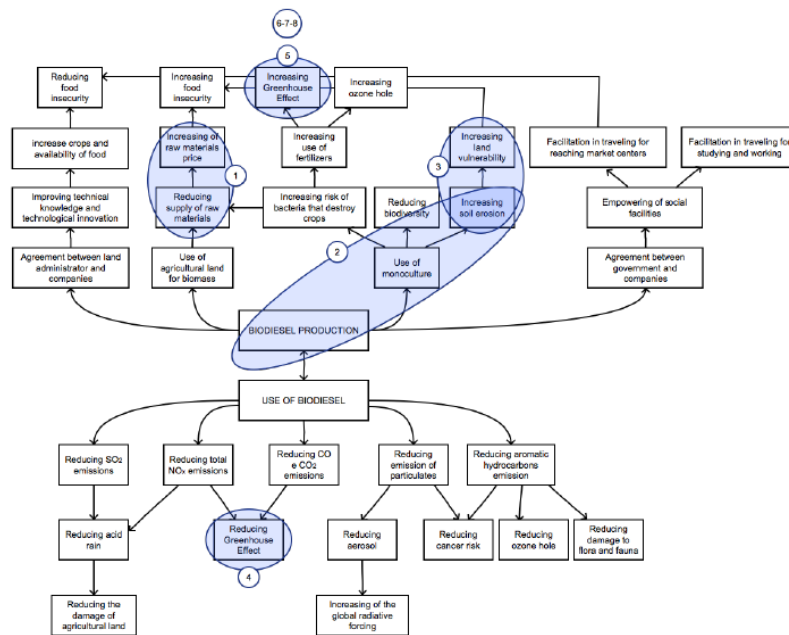 6-7-8
5
Reducing
food
insecurity
Increasing
food
insecurity
Increasing
Greenhouse
Effect
Increasing
ozone hole
increase crops and
availability of food
Increasing of
raw materials
price
Increasing
use of
fertilizers
3
Increasing
land
vulnerability
Facilitation in traveling for
reaching market centers
Facilitation in traveling for
studying and working
1
Improving technical
knowledge and
technological innovation
Reducing
supply of raw
materials
Increasing risk of
bacteria that destroy
crops
Reducing
biodiversity
Increasing
soil erosion
Empowering of social
facilities
2
Agreement between land
administrator and
companies
Use of
agricultural land
for biomass
Use of
monoculture
Agreement between
government and
companies
BIODIESEL PRODUCTION
USE OF BIODIESEL
Reducing SO2
emissions
Reducing total
NOx emissions
Reducing CO
e CO2
emissions
Reducing
emission of
particulates
Reducing aromatic
hydrocarbons
emission
Reducing acid
rain
Reducing
Greenhouse
Effect
Reducing
aerosol
Reducing
cancer risk
Reducing
ozone hole
Reducing
damage to
flora and fauna
4
Reducing the
damage of
agricultural land
Increasing of the
global radiative
forcing